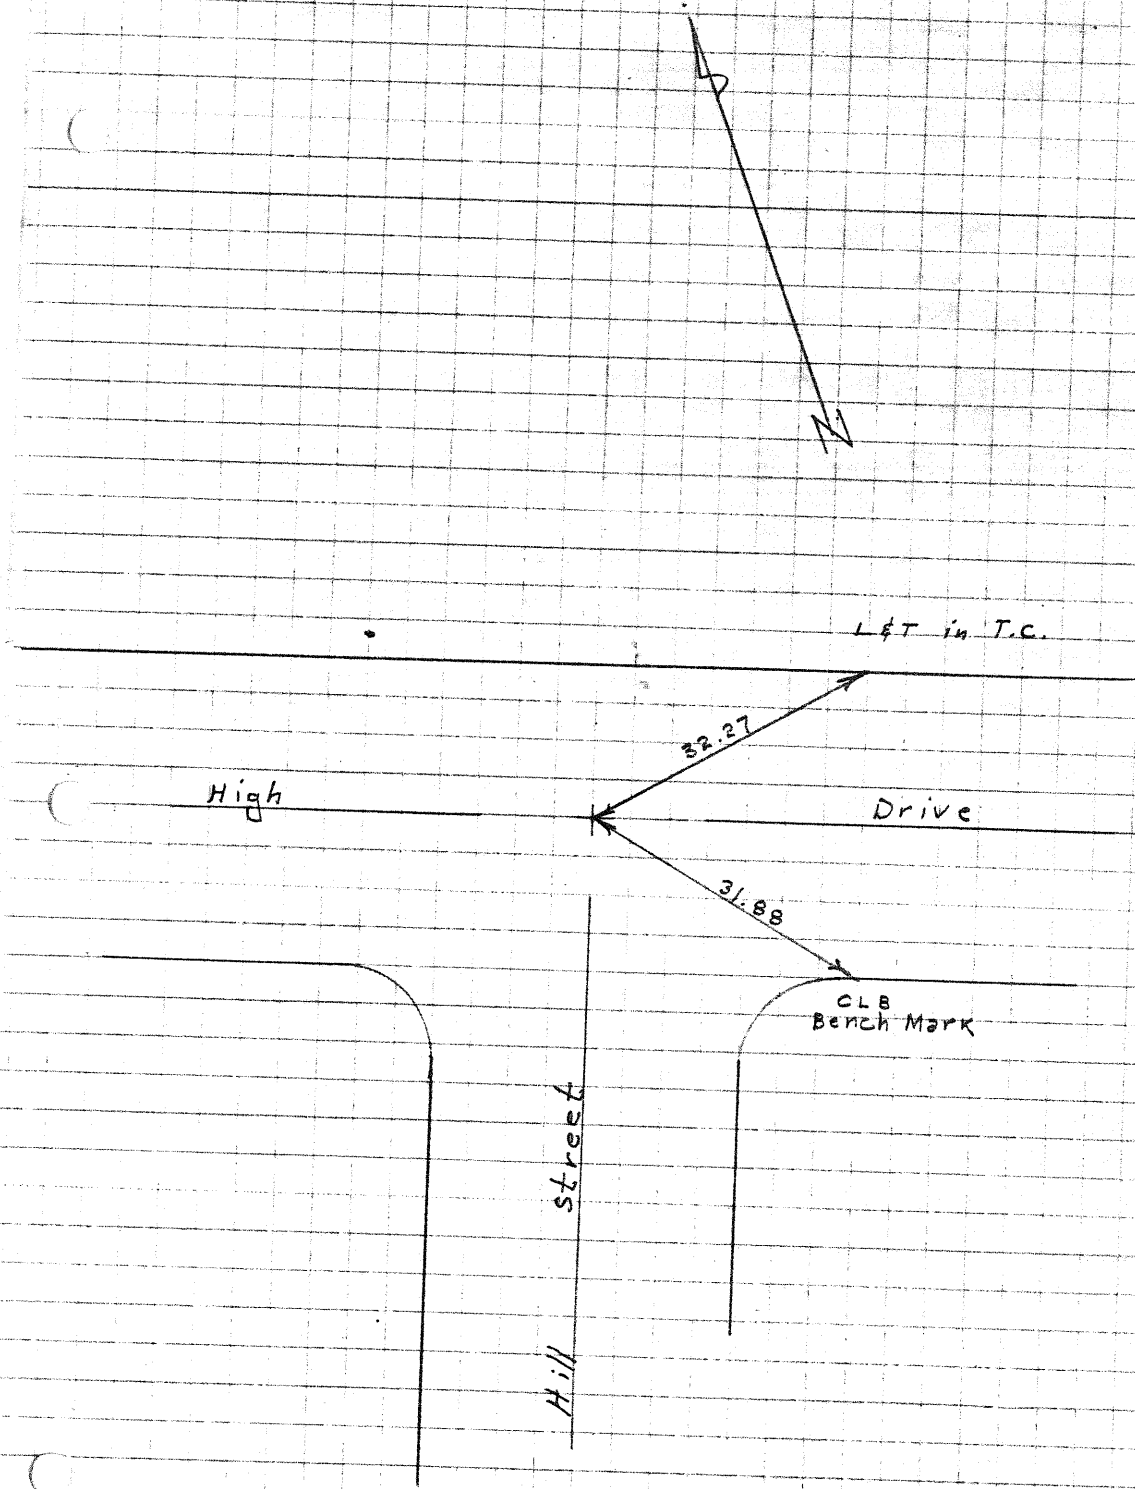 N
L&T in T.C.
32.27
High Drive
31.88
CLB
Bench Mark
Hill Street